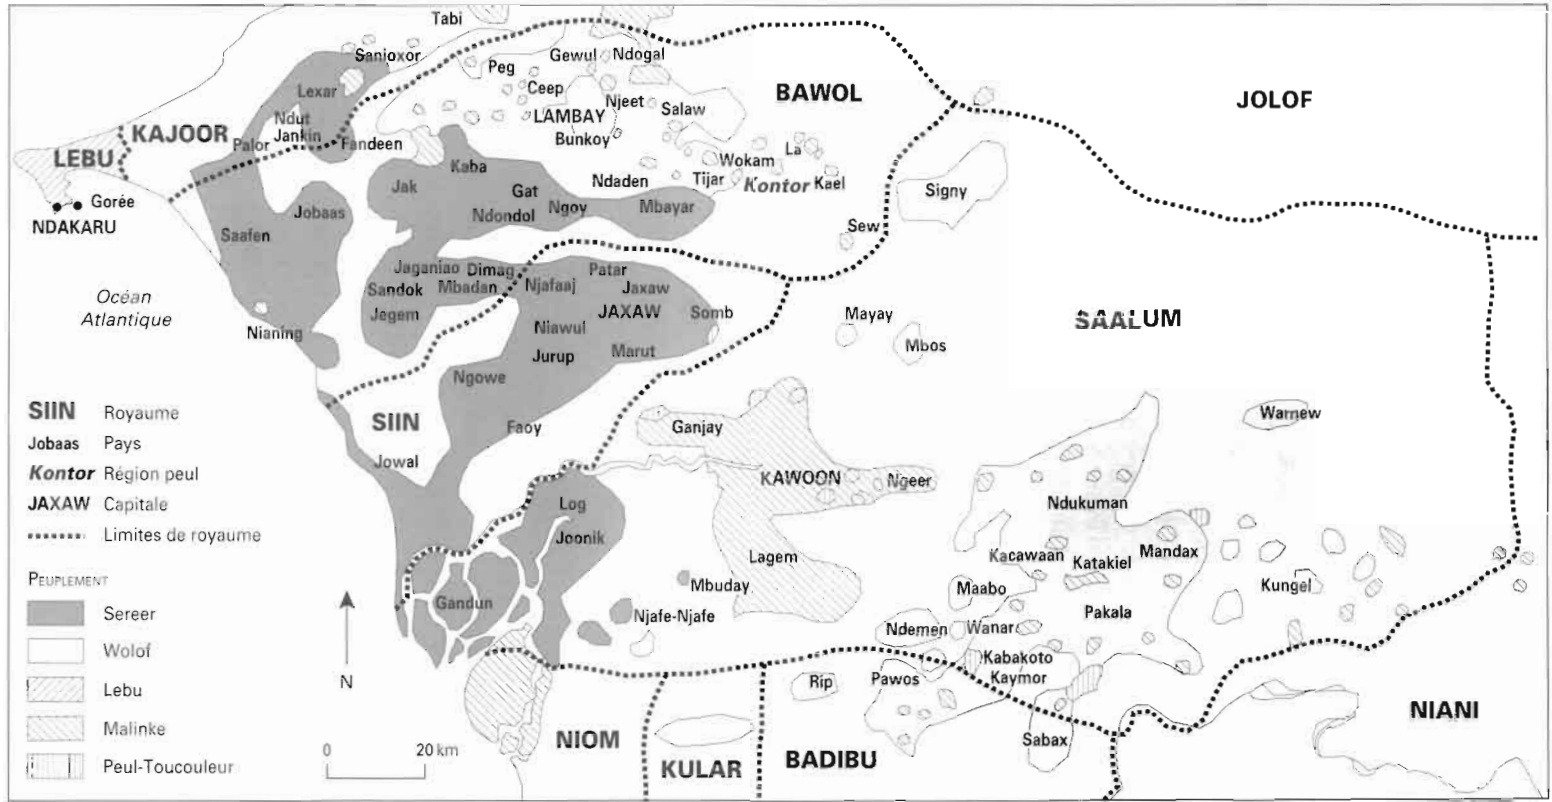 Tabi
Sanioxor
Peg
Gewul
Ndogal
Lexar
Ceep
Njeet
Salaw
BAWOL
JOLOF
Ndut
Jankin
LAMBAY
Bunkoy
KAJOOR
Palor
Fandeen
LEBU
Kaba
Wokam
La
Jak
Gat
Ndaden
Tijar
Kontor
Kael
Signy
Gorée
NDAKARU
Jobaas
Ndondol
Ngoy
Mbayar
Saafen
Sew
Jaganiao
Dimag
Patar
Sandok
Mbadan
Njafaaj
Jaxaw
Océan
Atlantique
Jegem
JAXAW
Somb
Mayay
SAALUM
Nianing
Niawul
Mbos
Jurup
Marut
Ngowe
SIIN
Faoy
Ganjay
Warnew
Jowal
KAWOON
Ngeer
Log
Ndukuman
Joonik
Lagem
Kacawaan
Katakiel
Mandax
Mbuday
Maabo
Kungel
Gandun
Njafe-Njafe
Ndemen
Wanar
Pakala
Kabakoto
Kaymor
Rip
Pawos
Sabax
NIOM
KULAR
BADIBU
NIANI
SIIN Royaume
Jobaas Pays
Kontor Région peul
JAXAW Capitale
Limites de royaume
PEUPLEMENT
Sereer
Wolof
Lebu
Malinke
Peul-Toucouleur
N
0 20 km